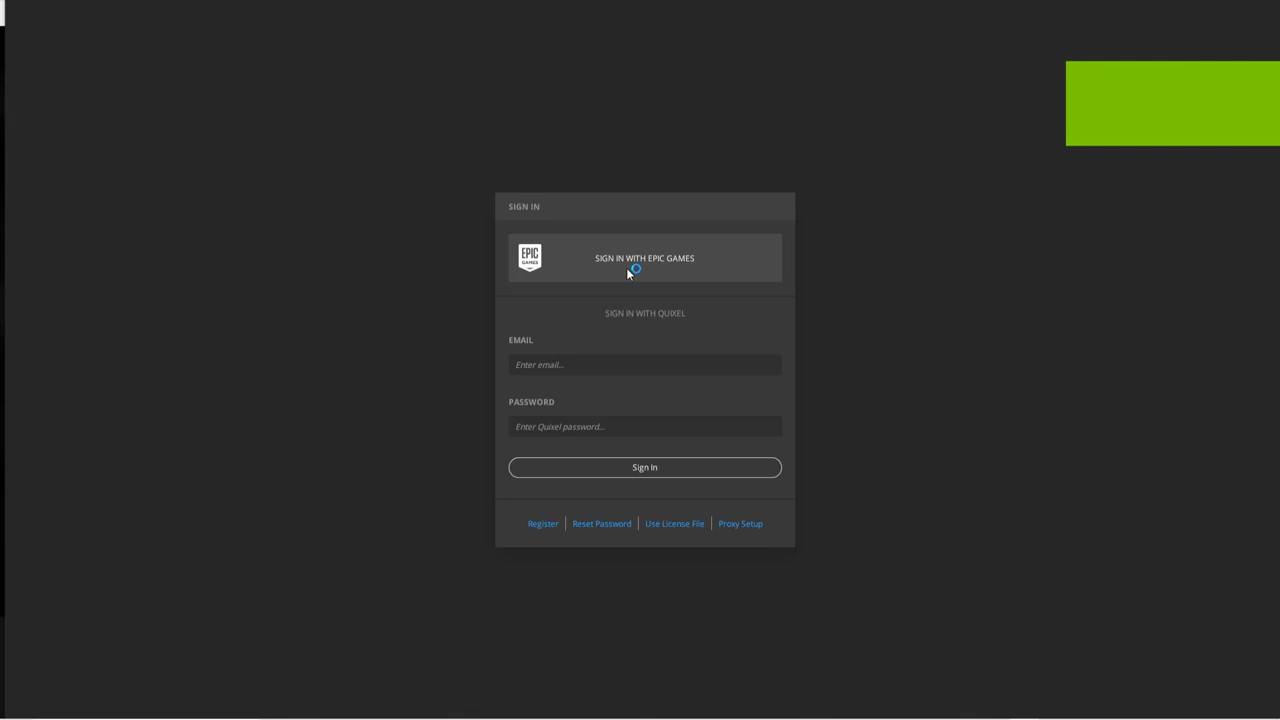 SIGN IN
EPIC
GAMES
SIGN IN WITH EPIC GAMES
SIGN IN WITH QUIXEL
EMAIL
Enter email...
PASSWORD
Enter Quixel password...
Sign In
Register | Reset Password | Use License File | Proxy Setup